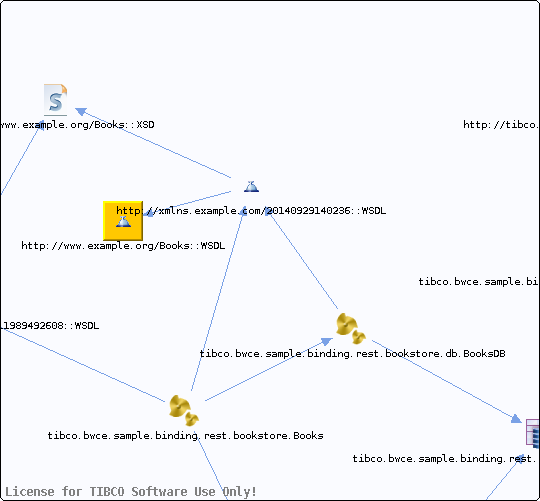 www.example.org/Books::XSD
http://tibco.
http://xmlns.example.com/20140929140236::WSDL
http://www.example.org/Books::WSDL
tibco.bwce.sample.bi
11989492608::WSDL
tibco.bwce.sample.binding.rest.bookstore.db.BooksDB
tibco.bwce.sample.binding.rest.bookstore.Books
tibco.bwce.sample.binding.rest.
License for TIBCO Software Use Only!